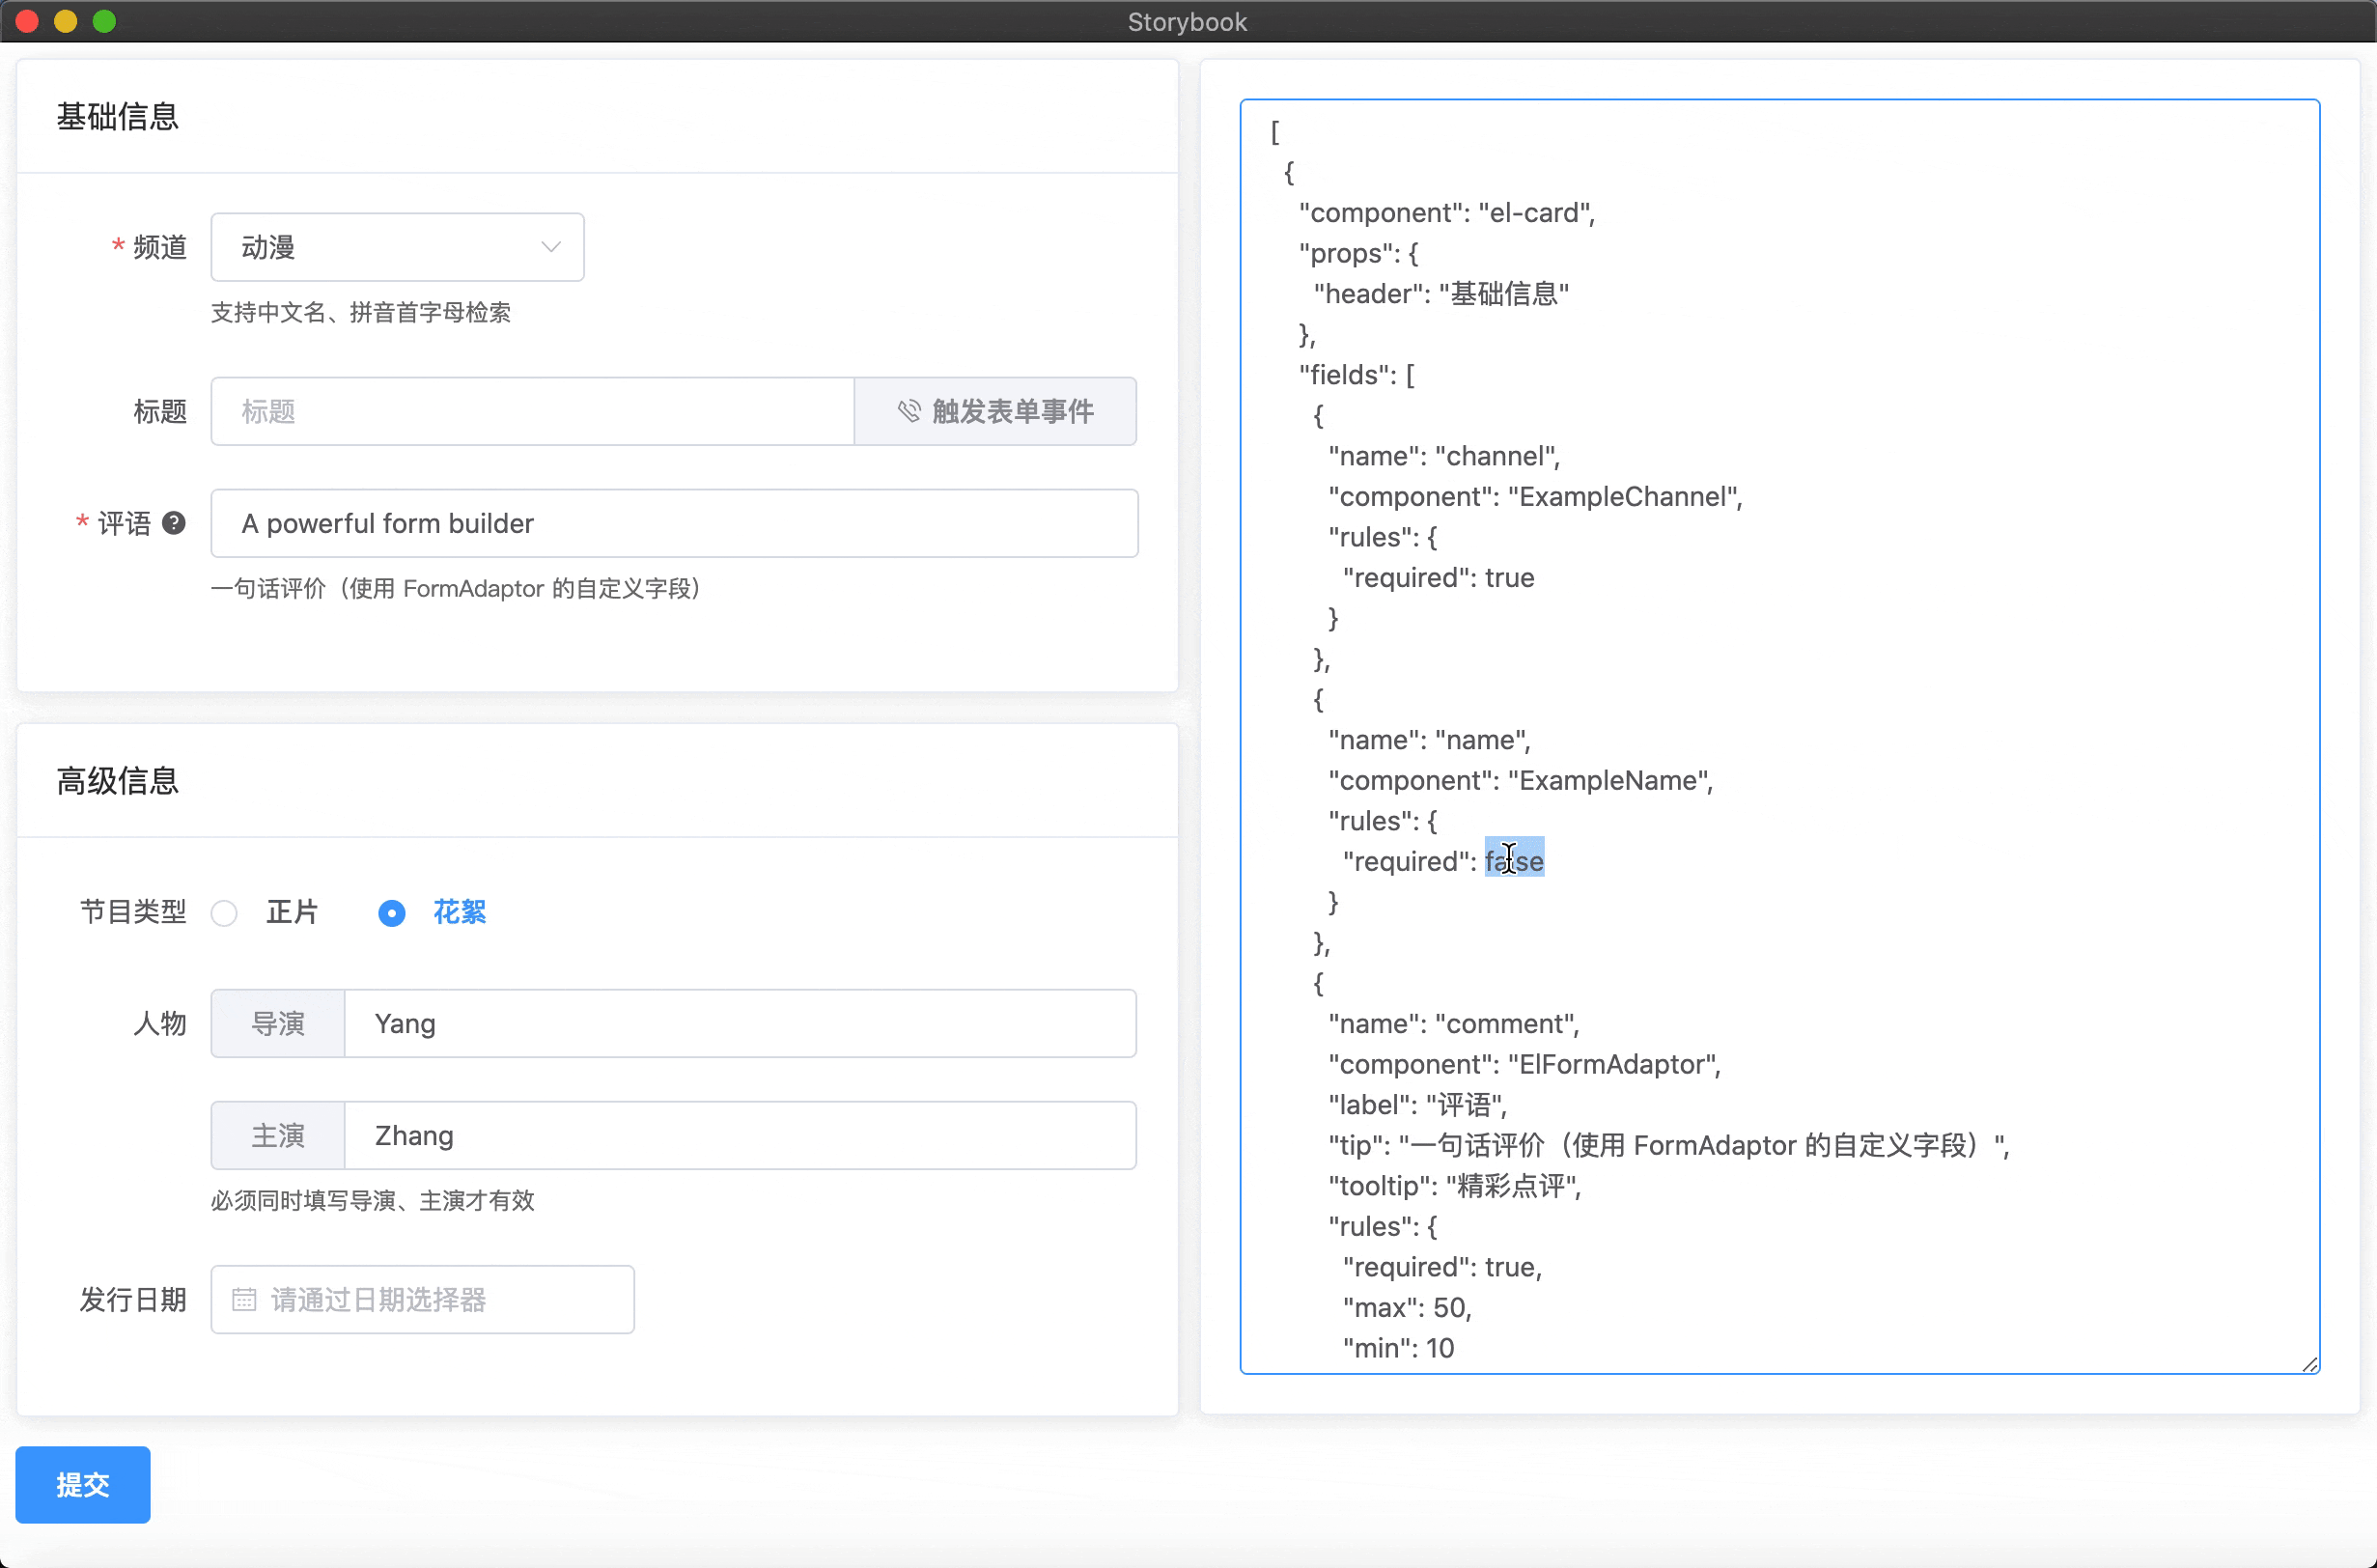 Storybook
基础信息
* 频道
动漫
支持中文名、拼音首字母检索
标题
标题
触发表单事件
* 评语
A powerful form builder
一句话评价（使用 FormAdaptor 的自定义字段）
高级信息
节目类型
正片
花絮
人物
导演
Yang
主演
Zhang
必须同时填写导演、主演才有效
发行日期
请通过日期选择器
提交
[
{
"component": "el-card",
"props": {
"header": "基础信息"
},
"fields": [
{
"name": "channel",
"component": "ExampleChannel",
"rules": {
"required": true
}
},
{
"name": "name",
"component": "ExampleName",
"rules": {
"required": false
}
},
{
"name": "comment",
"component": "ElFormAdaptor",
"label": "评语",
"tip": "一句话评价（使用 FormAdaptor 的自定义字段）",
"tooltip": "精彩点评",
"rules": {
"required": true,
"max": 50,
"min": 10